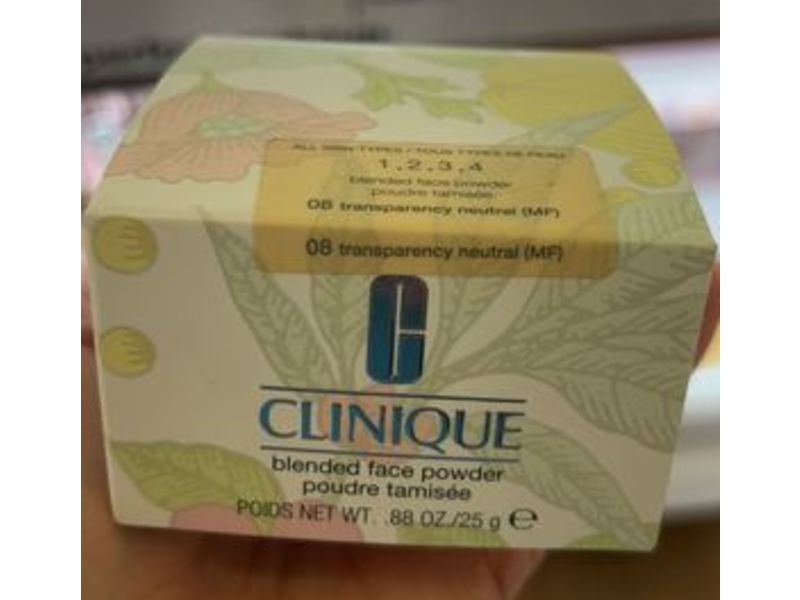 ALL SKIN TYPES / TOUS TYPES DE PEAU
1, 2, 3, 4
blended face powder
poudre tamisée
08 transparency neutral (MF)
08 transparency neutral (MF)
CLINIQUE
blended face powder
poudre tamisée
POIDS NET WT. .88 OZ./25 g ℮